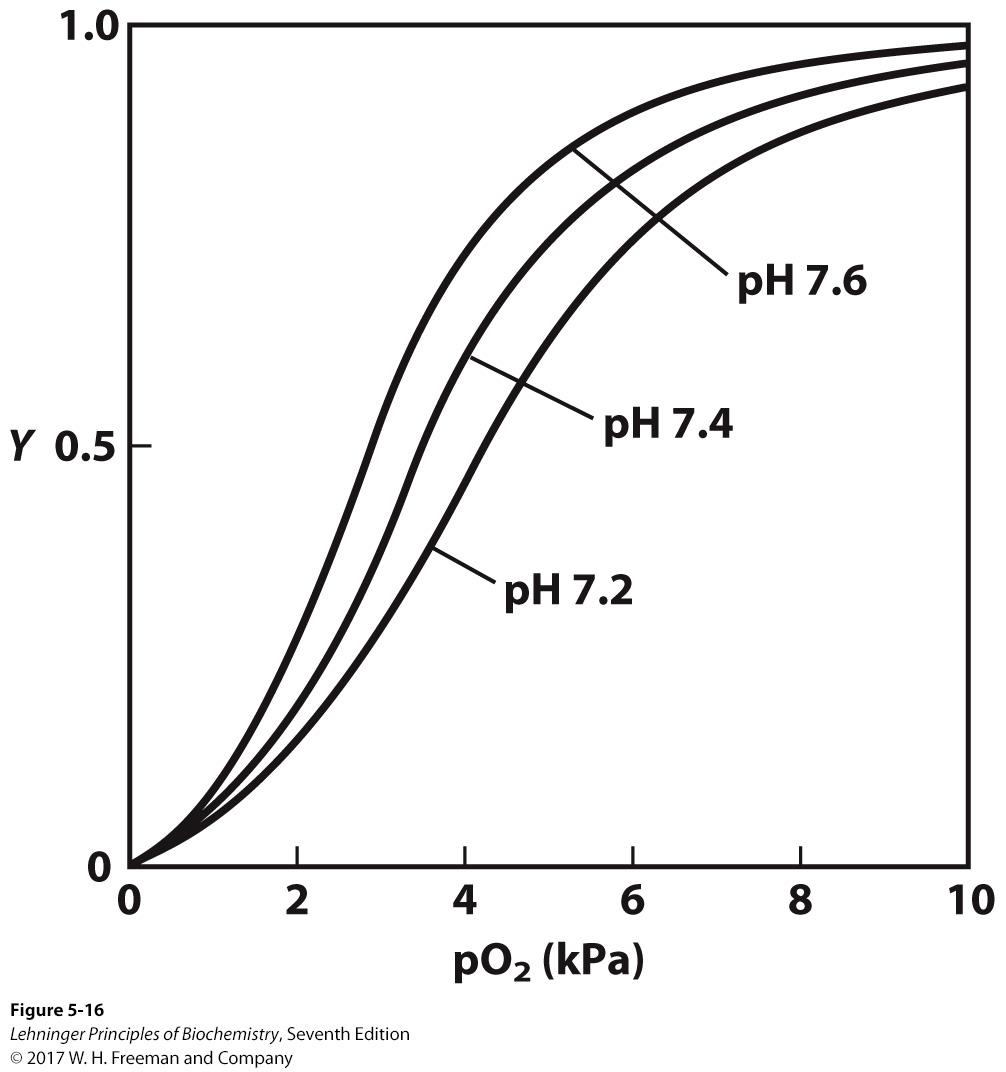 1.0
pH 7.6
pH 7.4
Y 0.5
pH 7.2
0
0 2 4 6 8 10
pO₂ (kPa)
Figure 5-16
Lehninger Principles of Biochemistry, Seventh Edition
© 2017 W. H. Freeman and Company